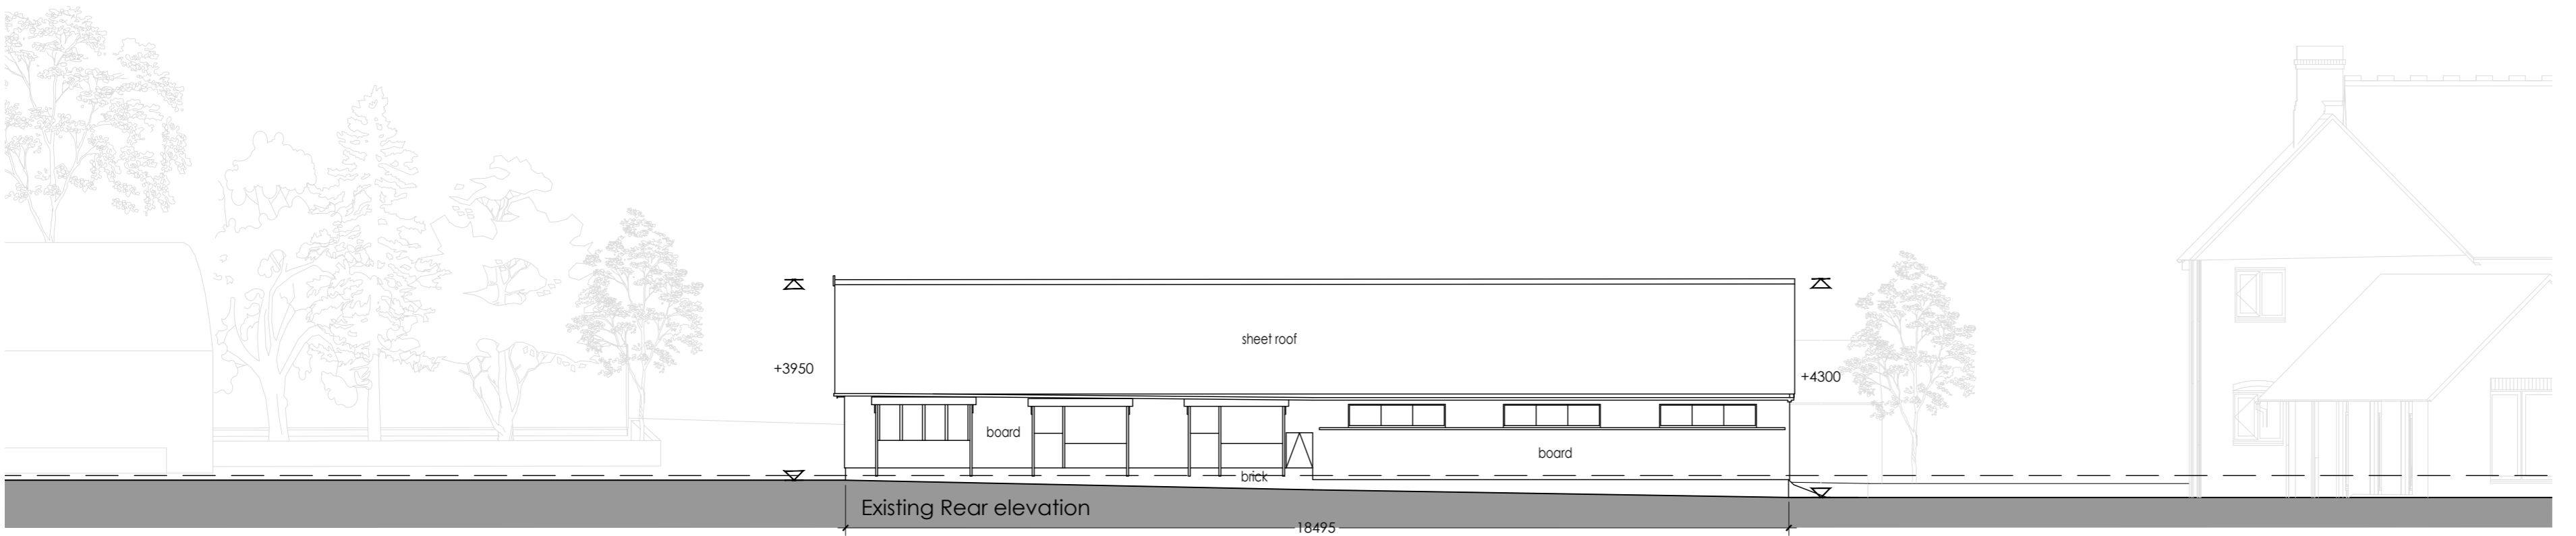 sheet roof
+3950
+4300
board
board
brick
Existing Rear elevation
18495